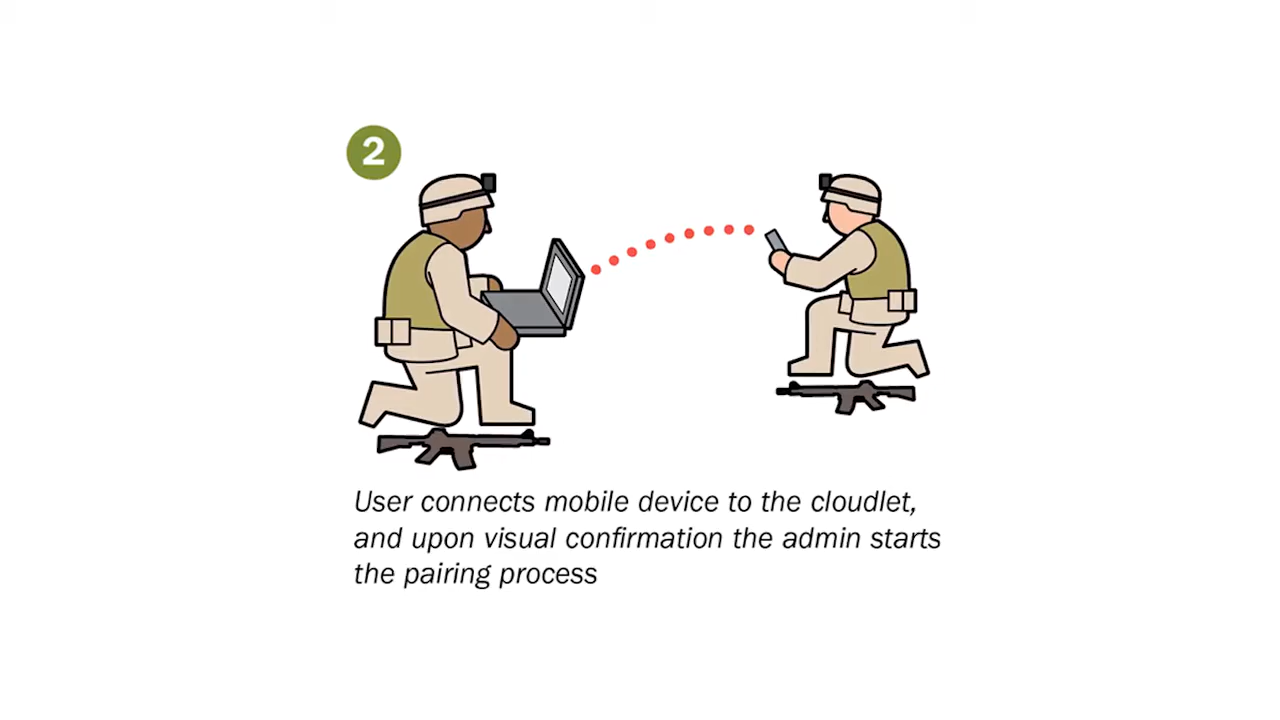 2
User connects mobile device to the cloudlet,
and upon visual confirmation the admin starts
the pairing process